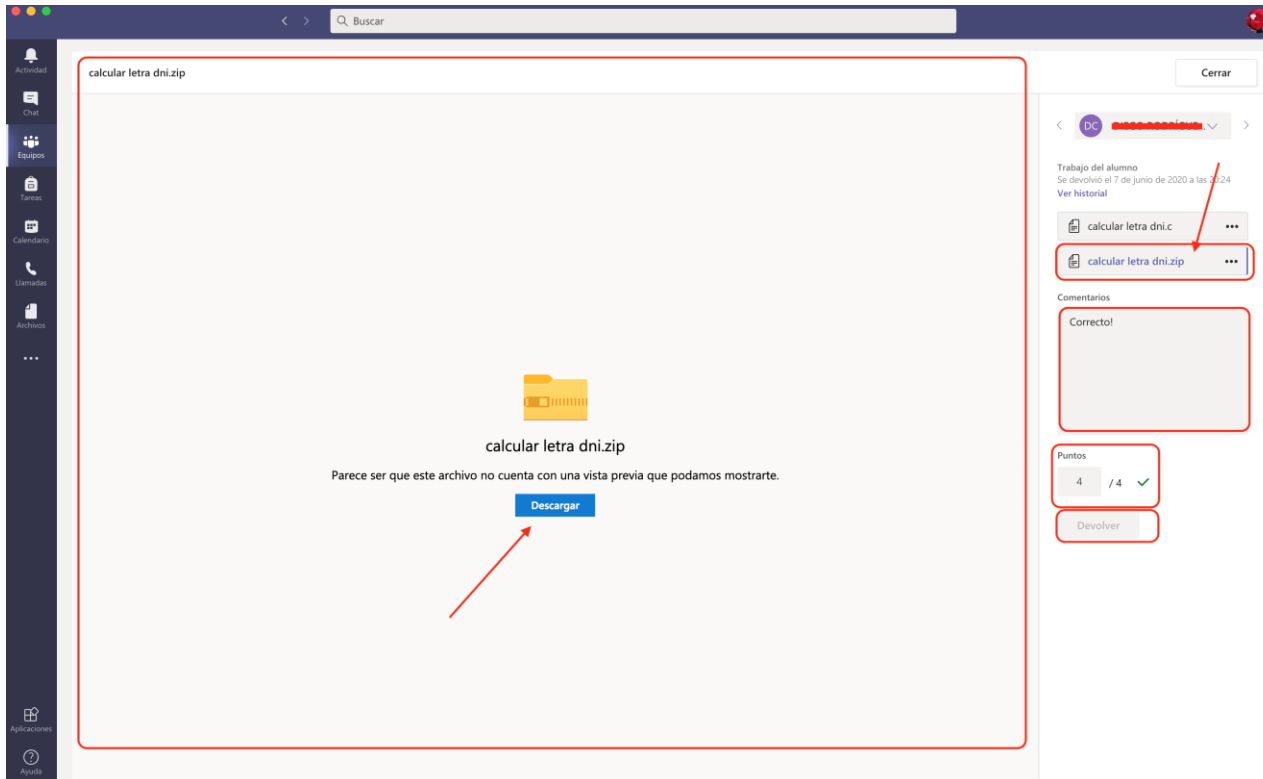 Buscar
Actividad
Chat
Equipos
Tareas
Calendario
Llamadas
Archivos
Aplicaciones
Ayuda
calcular letra dni.zip
Cerrar
calcular letra dni.zip
Parece ser que este archivo no cuenta con una vista previa que podamos mostrarte.
Descargar
DC
Trabajo del alumno
Se devolvió el 7 de junio de 2020 a las 20:24
Ver historial
calcular letra dni.c
calcular letra dni.zip
Comentarios
Correcto!
Puntos
4 / 4
Devolver